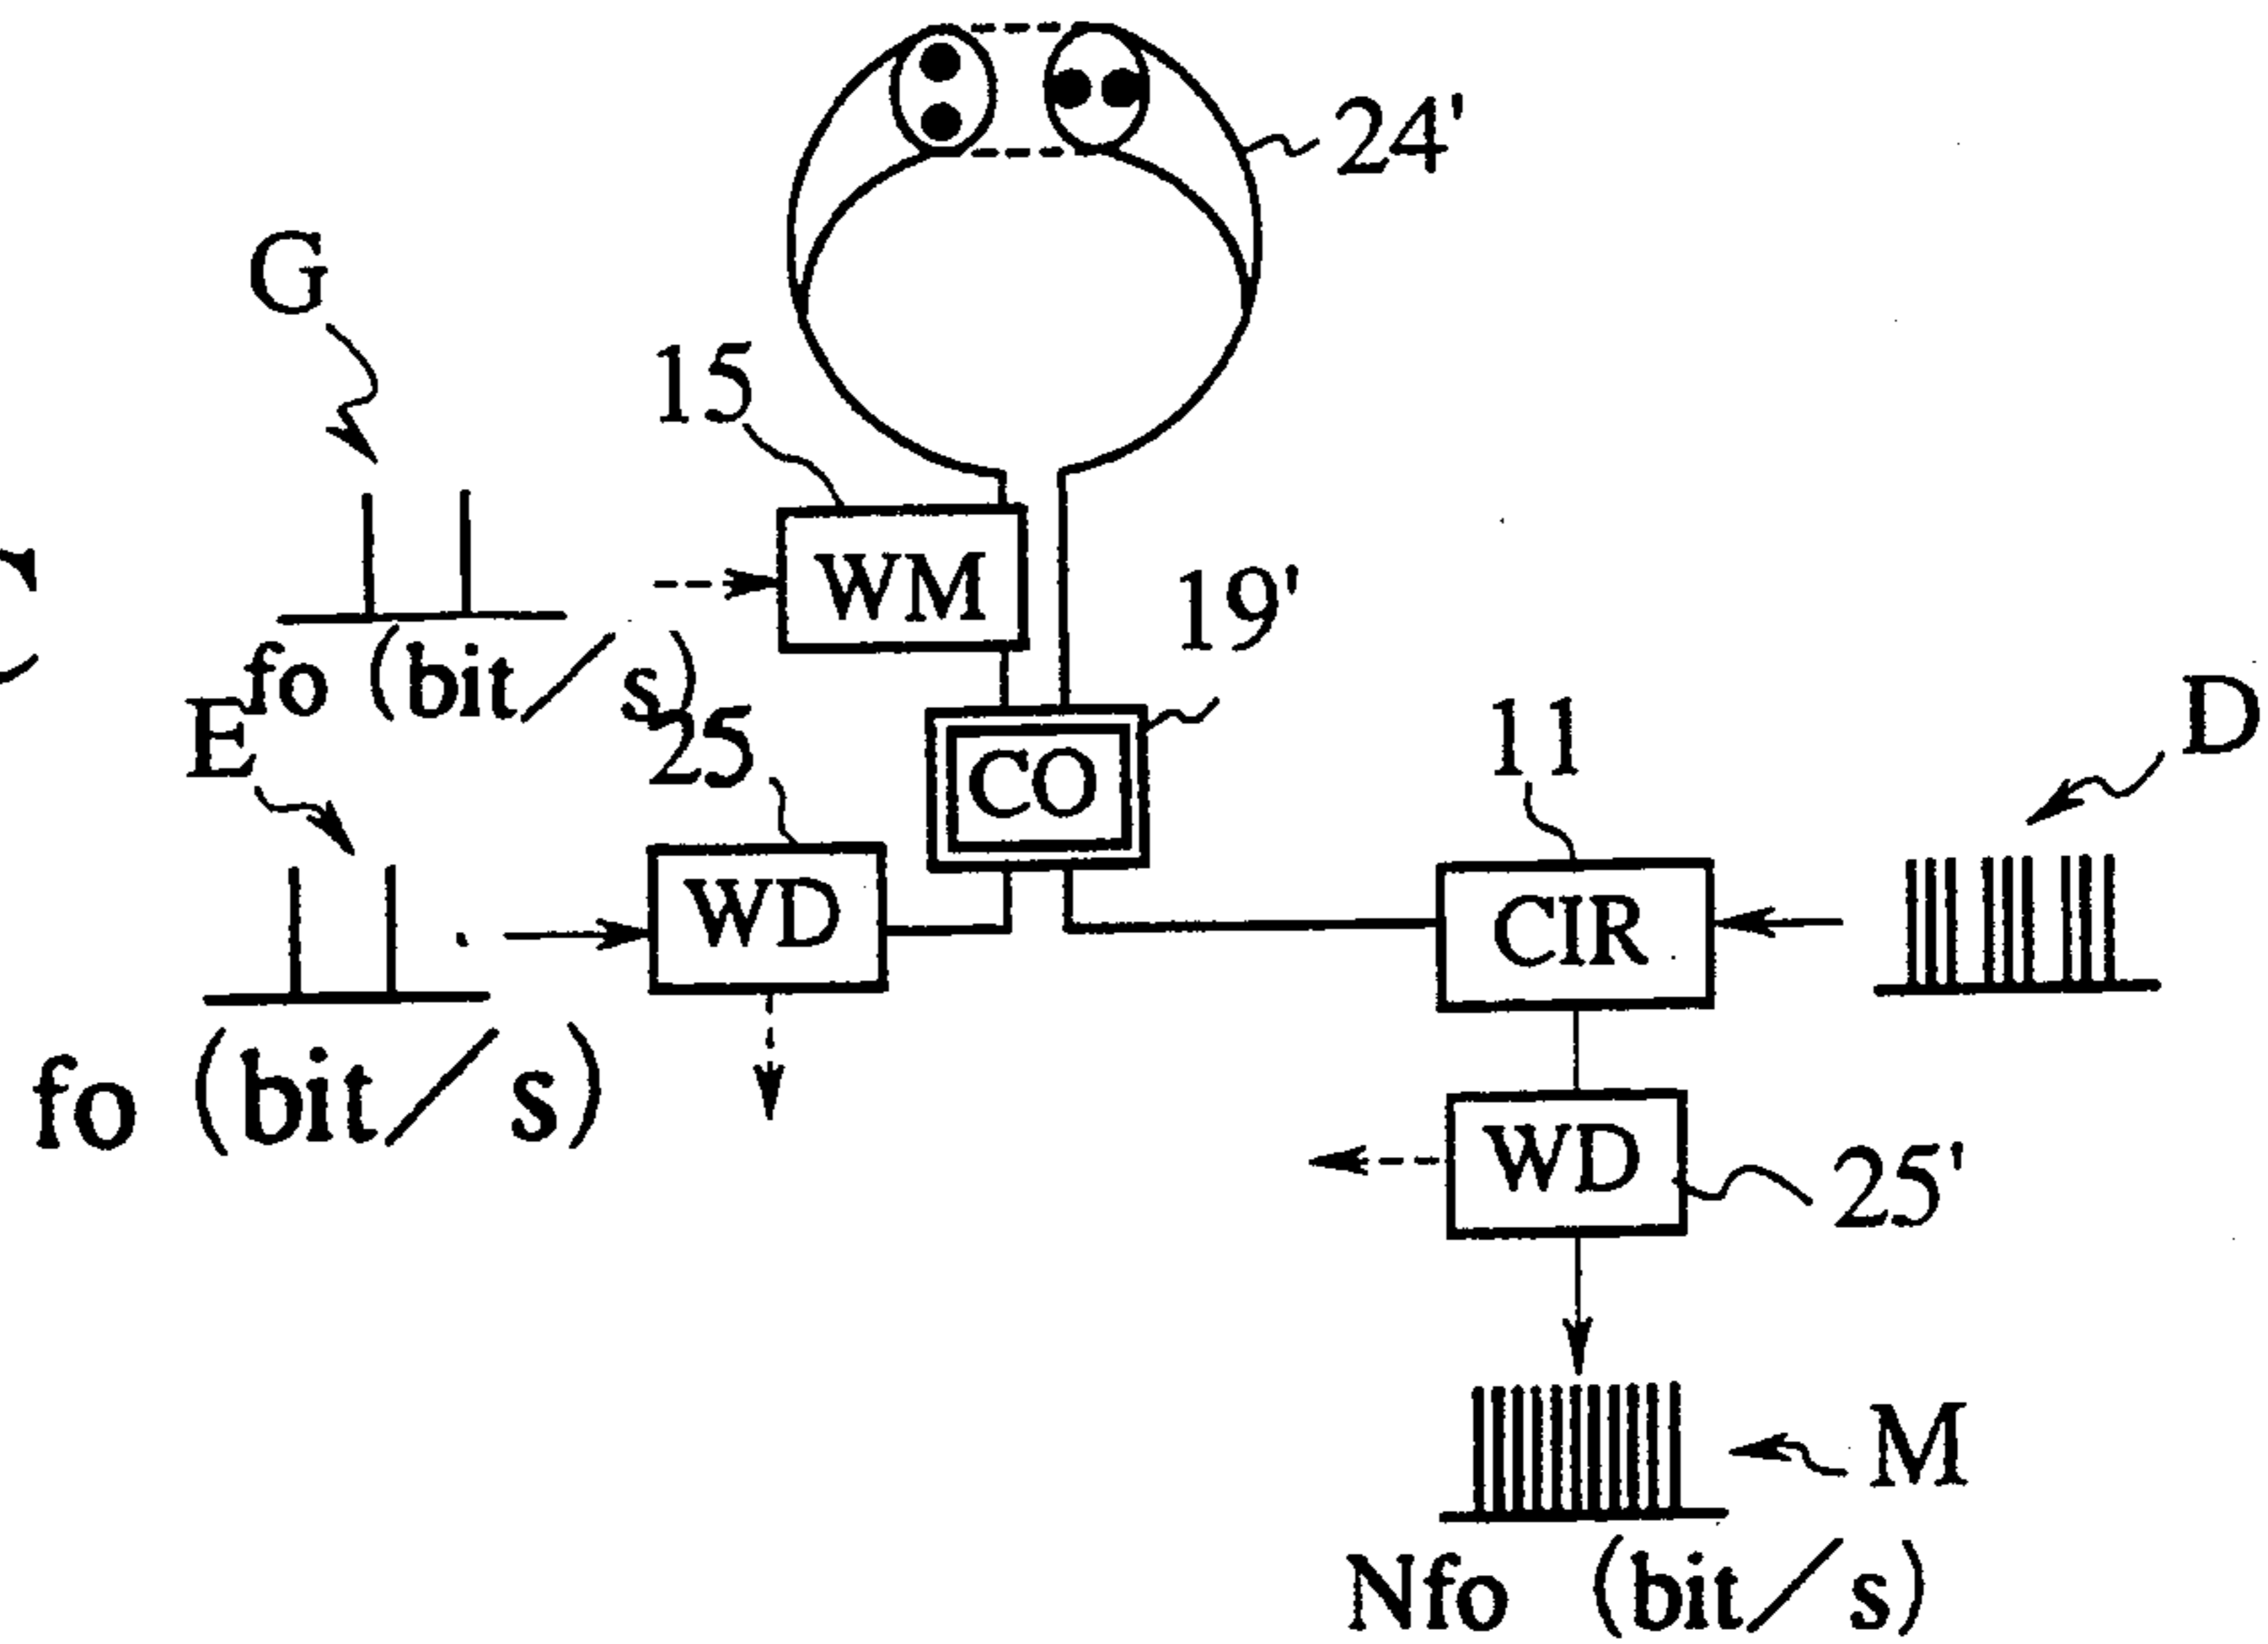 24'
G
15
WM
19'
fo (bit/s)
E
25
CO
11
D
WD
CIR
fo (bit/s)
WD
25'
M
Nfo (bit/s)